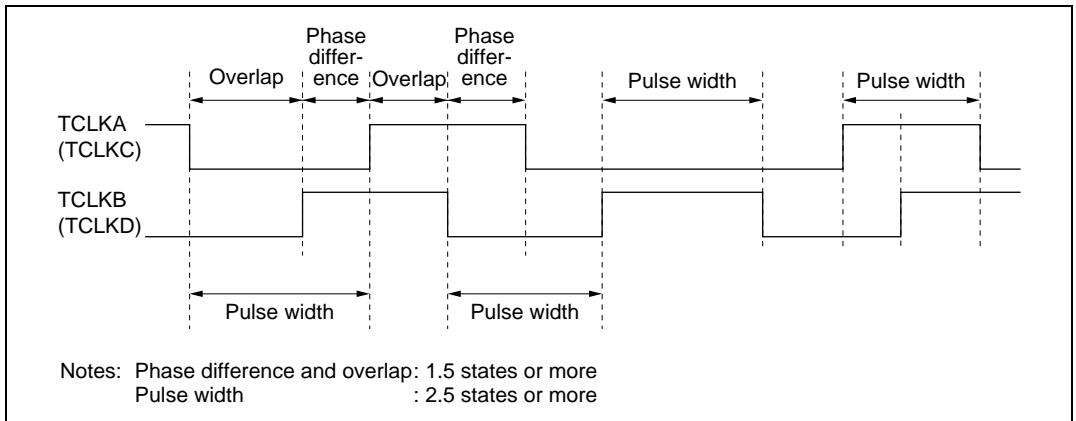 Phase
differ-
ence
Phase
differ-
ence
Overlap
Overlap
Pulse width
Pulse width
TCLKA
(TCLKC)
TCLKB
(TCLKD)
Pulse width
Pulse width
Notes: Phase difference and overlap : 1.5 states or more
Pulse width : 2.5 states or more